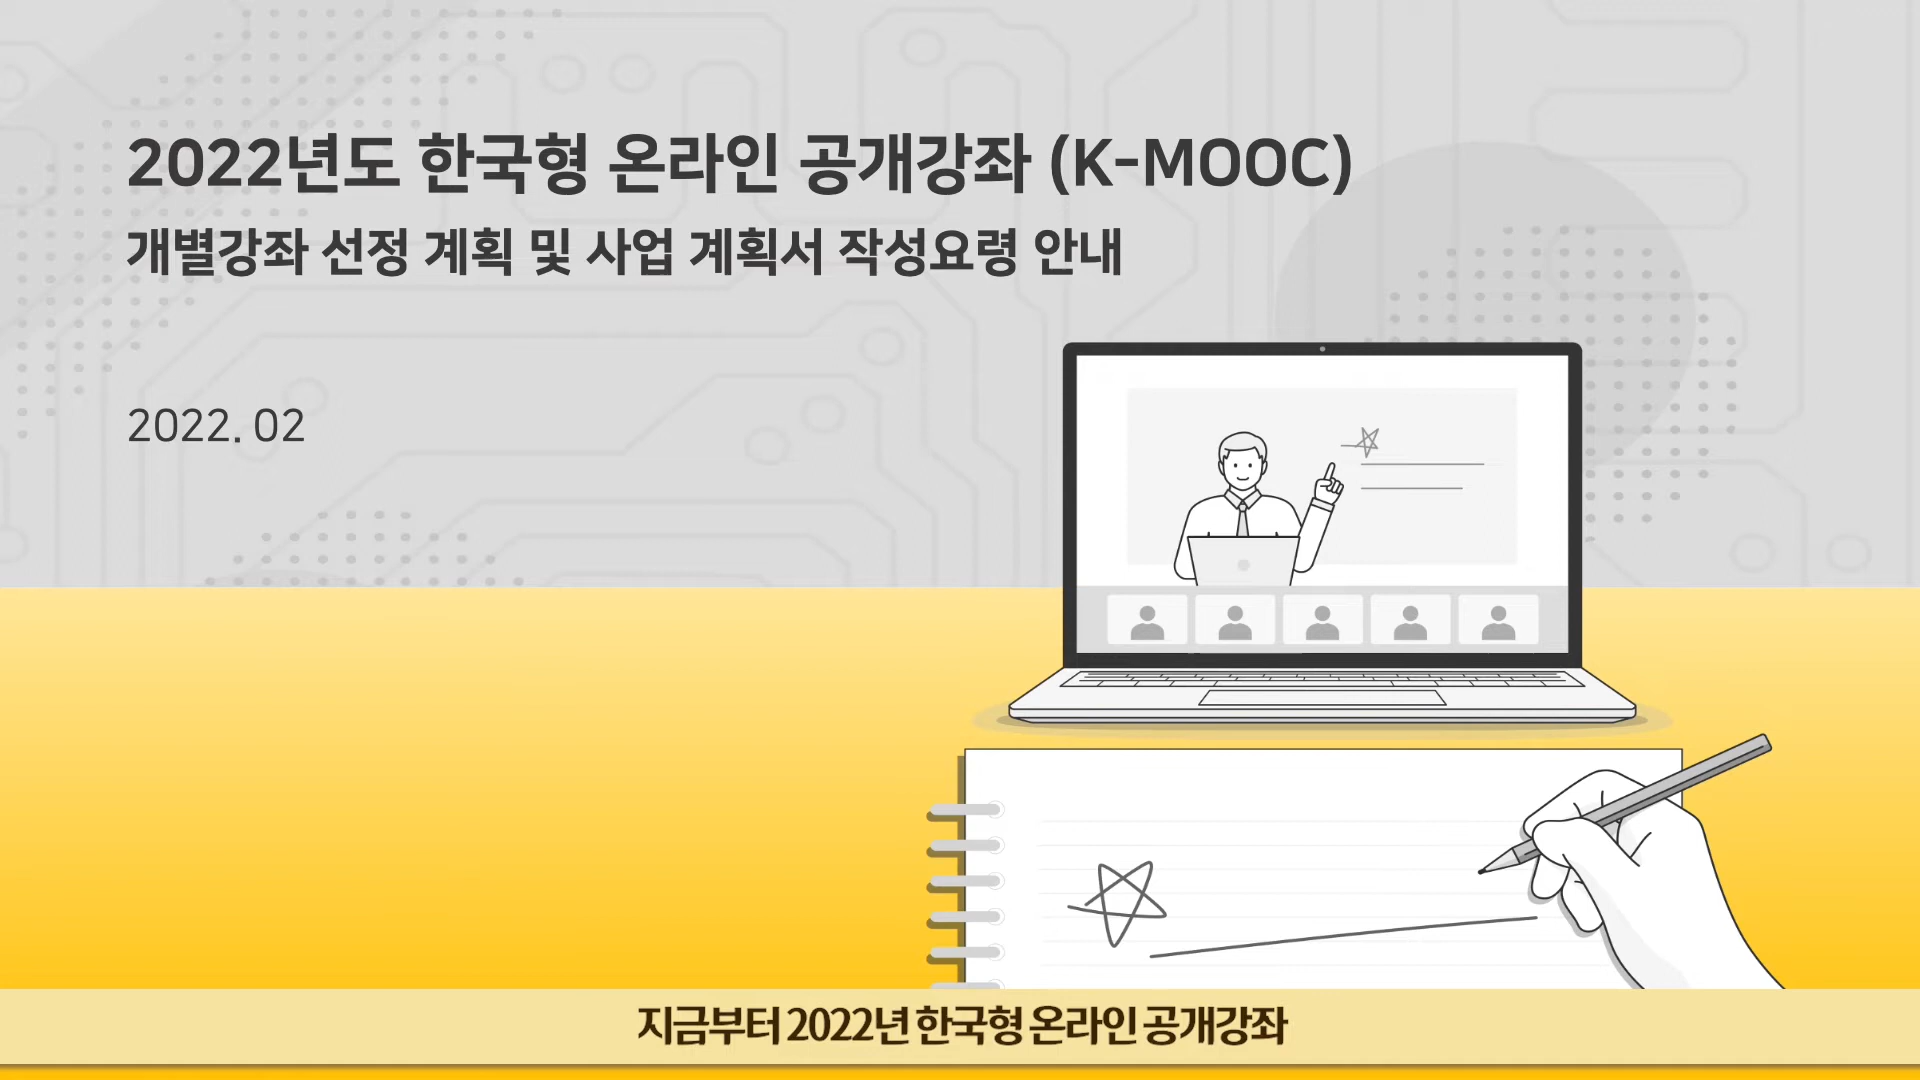 2022년도 한국형 온라인 공개강좌 (K-MOOC)
개별강좌 선정 계획 및 사업 계획서 작성요령 안내
2022. 02
지금부터 2022년 한국형 온라인 공개강좌